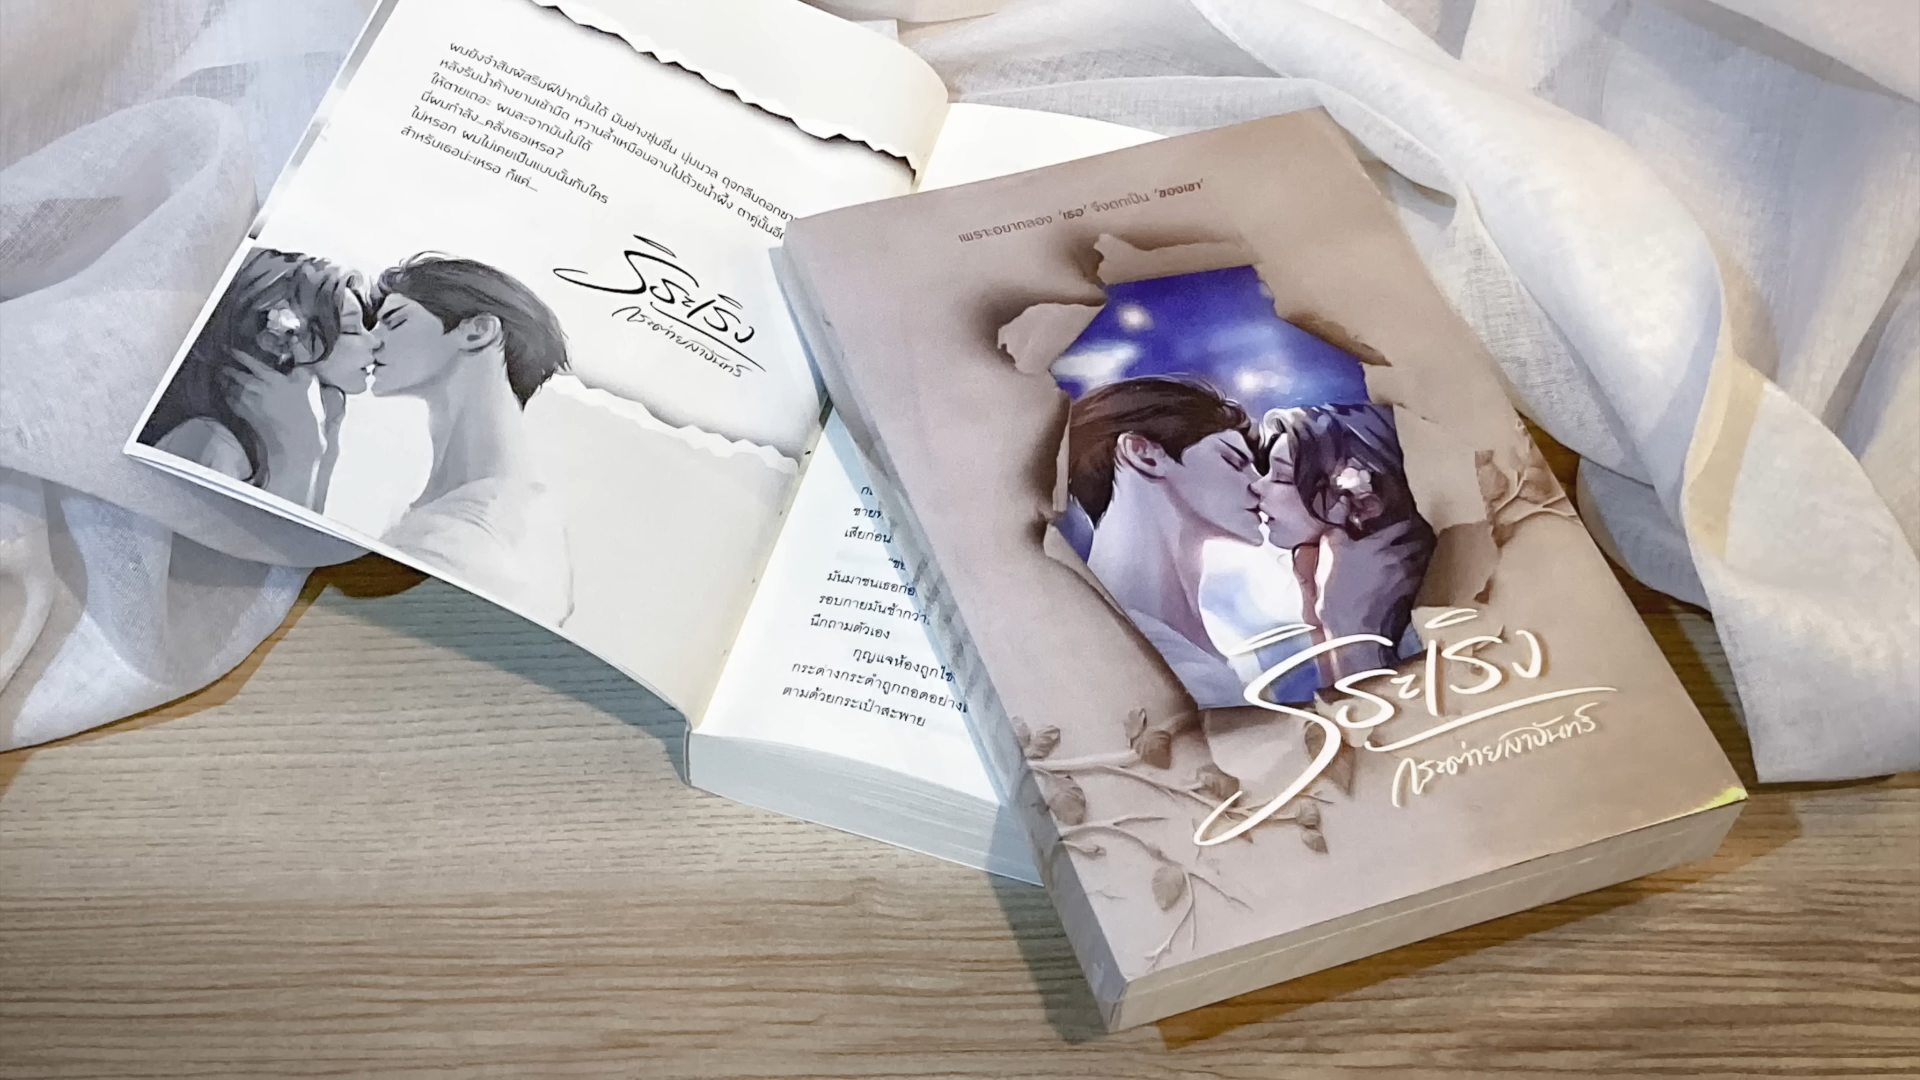 ผมยังจำสัมผัสริมฝีปากนั้นได้ มันช่างชุ่มชื่น นุ่มนวล ดุจกลีบดอก
หลังรับน้ำค้างยามเช้ามืด หวานล้ำเหมือนอาบไปด้วยน้ำผึ้ง ตาคู่นั้นอีก
ให้ตายเถอะ ผมละจากมันไม่ได้
นี่ผมกำลัง...คลั่งเธอเหรอ?
ไม่หรอก ผมไม่เคยเป็นแบบนั้นกับใคร
สำหรับเธอน่ะเหรอ ก็แค่...
ระเริง
กระต่ายลาจันทร์
เสียก่อน
มันมาชนเธอก่อ
รอบกายมันช้ากว่า
นึกถามตัวเอง
กุญแจห้องถูกไข
กระด่างกระดำถูกถอดอย่าง
ตามด้วยกระเป๋าสะพาย
เพราะอยากลอง 'เธอ' จึงตกเป็น 'ของเขา'
ระเริง
กระต่ายลาจันทร์